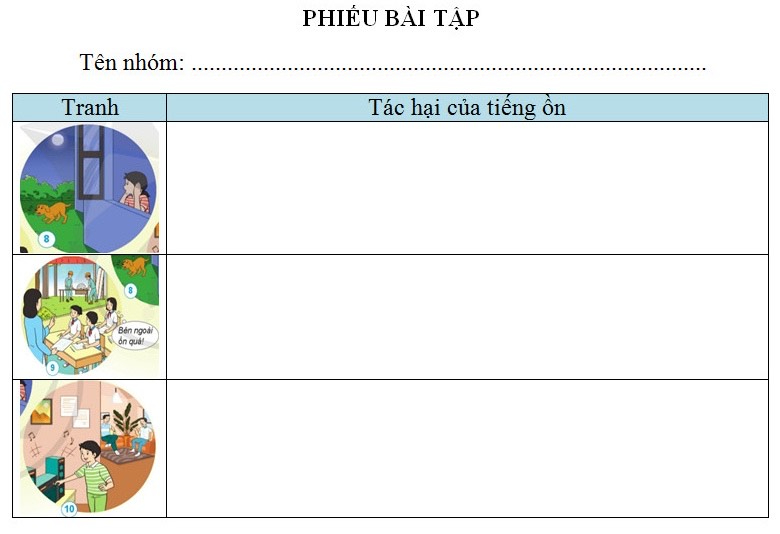 PHIẾU BÀI TẬP
Tên nhóm: ......................................................................................
Tranh
Tác hại của tiếng ồn
8
8
Bên ngoài
ồn quá!
9
10